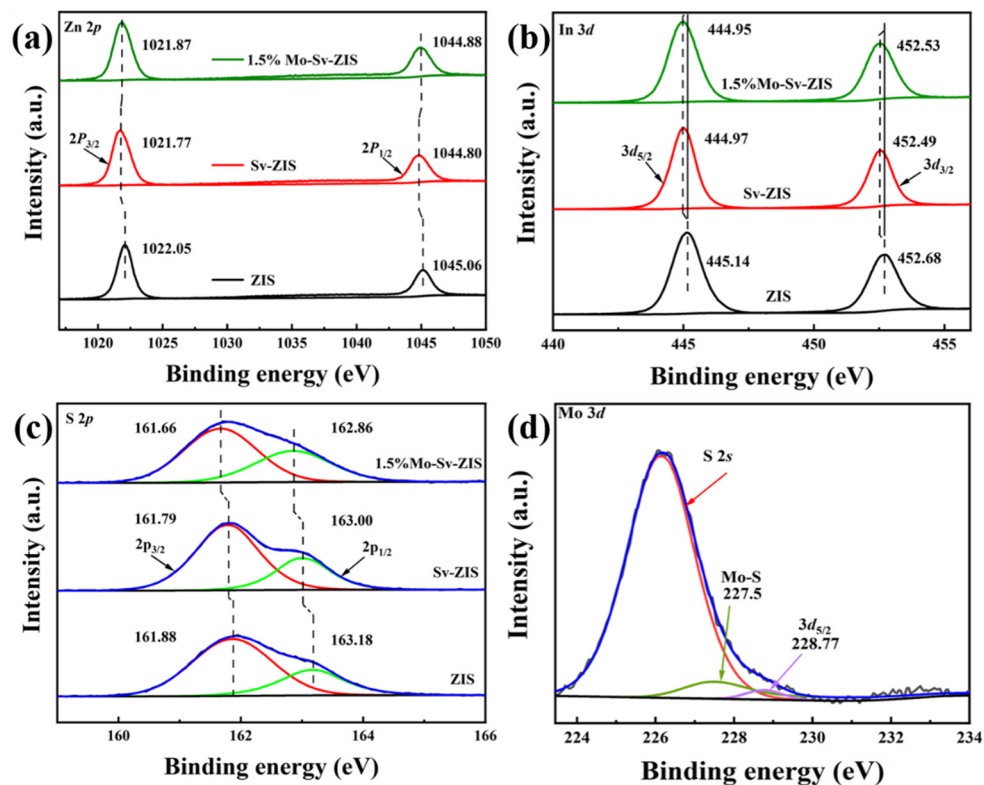 (a)
Zn 2p
1021.87
1044.88
1.5% Mo-Sv-ZIS
2P3/2
1021.77
2P1/2
1044.80
Sv-ZIS
1022.05
1045.06
ZIS
Intensity (a.u.)
1020 1025 1030 1035 1040 1045 1050
Binding energy (eV)
(b)
In 3d
444.95
452.53
1.5%Mo-Sv-ZIS
444.97
452.49
3d5/2
3d3/2
Sv-ZIS
445.14
452.68
ZIS
Intensity (a.u.)
440 445 450 455
Binding energy (eV)
(c)
S 2p
161.66
162.86
1.5%Mo-Sv-ZIS
161.79
163.00
2p3/2
2p1/2
Sv-ZIS
161.88
163.18
ZIS
Intensity (a.u.)
160 162 164 166
Binding energy (eV)
(d)
Mo 3d
S 2s
Mo-S
227.5
3d5/2
228.77
Intensity (a.u.)
224 226 228 230 232 234
Binding energy (eV)